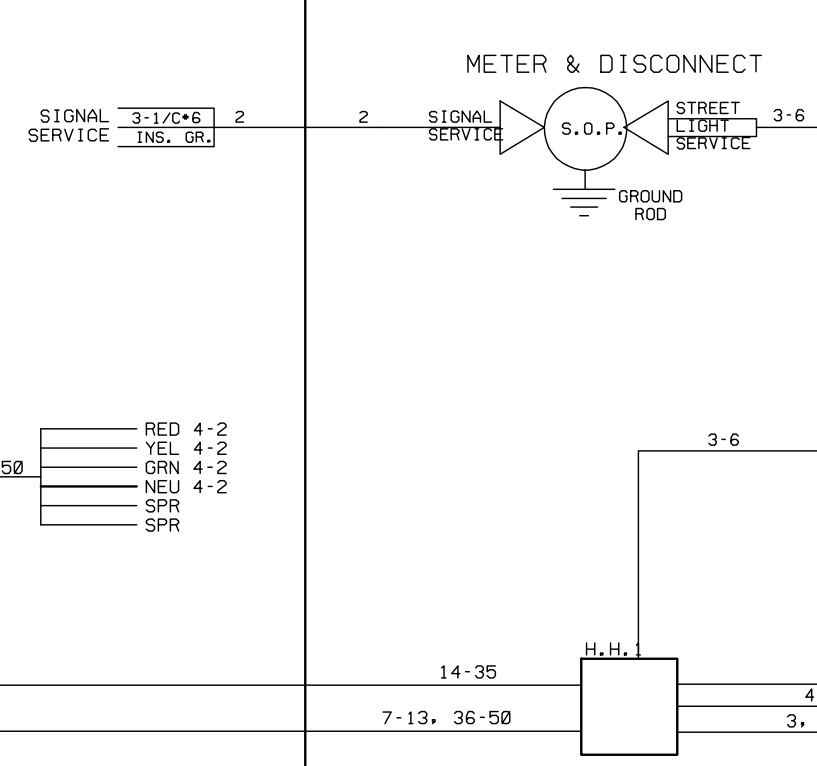 METER & DISCONNECT
SIGNAL
SERVICE
3-1/C#6
INS. GR.
2
2
SIGNAL
SERVICE
S.O.P.
STREET
LIGHT
SERVICE
3-6
GROUND
ROD
50
RED 4-2
YEL 4-2
GRN 4-2
NEU 4-2
SPR
SPR
3-6
H.H.1
14-35
7-13, 36-50
4
3,